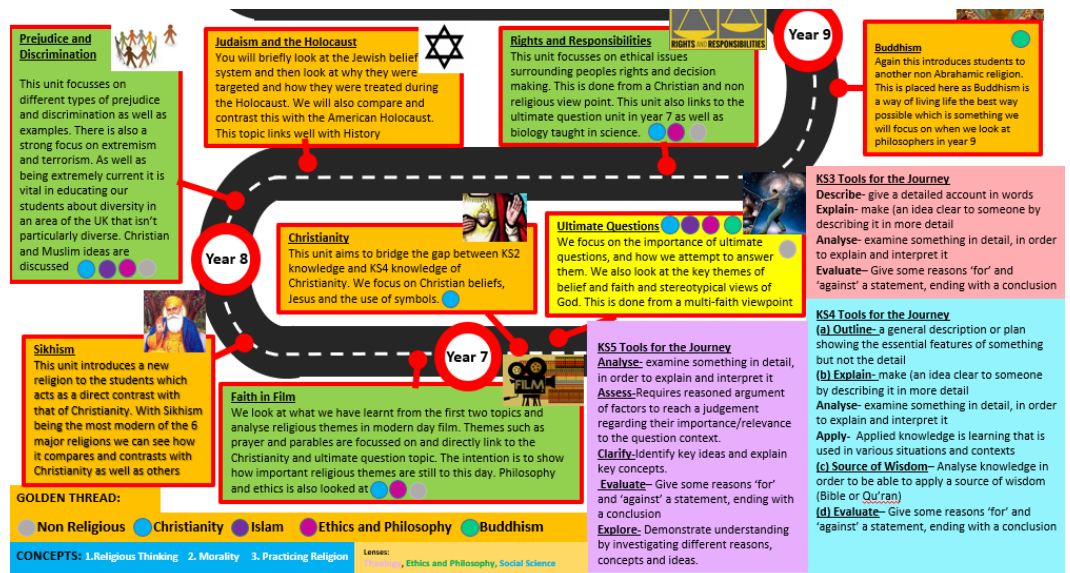 Prejudice and
Discrimination
This unit focusses on
different types of prejudice
and discrimination as well as
examples. There is also a
strong focus on extremism
and terrorism. As well as
being extremely current it is
vital in educating our
students about diversity in
an area of the UK that isn't
particularly diverse. Christian
and Muslim ideas are
discussed
Judaism and the Holocaust
You will briefly look at the Jewish belief
system and then look at why they were
targeted and how they were treated during
the Holocaust. We will also compare and
contrast this with the American Holocaust.
This topic links well with History
RIGHTS AND RESPONSIBILITIES
Rights and Responsibilities
This unit focusses on ethical issues
surrounding peoples rights and decision
making. This is done from a Christian and non
religious view point. This unit also links to the
ultimate question unit in year 7 as well as
biology taught in science.
Year 9
Buddhism
Again this introduces students to
another non Abrahamic religion.
This is placed here as Buddhism is
a way of living life the best way
possible which is something we
will focus on when we look at
philosophers in year 9
Year 8
Christianity
This unit aims to bridge the gap between KS2
knowledge and KS4 knowledge of
Christianity. We focus on Christian beliefs,
Jesus and the use of symbols.
Ultimate Questions
We focus on the importance of ultimate
questions, and how we attempt to answer
them. We also look at the key themes of
belief and faith and stereotypical views of
God. This is done from a multi-faith viewpoint
Sikhism
This unit introduces a new
religion to the students which
acts as a direct contrast with
that of Christianity. With Sikhism
being the most modern of the 6
major religions we can see how
it compares and contrasts with
Christianity as well as others
Year 7
FILM
Faith in Film
We look at what we have learnt from the first two topics and
analyse religious themes in modern day film. Themes such as
prayer and parables are focussed on and directly link to the
Christianity and ultimate question topic. The intention is to show
how important religious themes are still to this day. Philosophy
and ethics is also looked at
KS3 Tools for the Journey
Describe- give a detailed account in words
Explain- make (an idea clear to someone by
describing it in more detail
Analyse- examine something in detail, in order
to explain and interpret it
Evaluate– Give some reasons 'for' and
'against' a statement, ending with a conclusion
KS4 Tools for the Journey
(a) Outline- a general description or plan
showing the essential features of something
but not the detail
(b) Explain- make (an idea clear to someone
by describing it in more detail
Analyse- examine something in detail, in order
to explain and interpret it
Apply- Applied knowledge is learning that is
used in various situations and contexts
(c) Source of Wisdom– Analyse knowledge in
order to be able to apply a source of wisdom
(Bible or Qu'ran)
(d) Evaluate– Give some reasons 'for' and
'against' a statement, ending with a conclusion
KS5 Tools for the Journey
Analyse- examine something in detail,
in order to explain and interpret it
Assess-Requires reasoned argument
of factors to reach a judgement
regarding their importance/relevance
to the question context.
Clarify-Identify key ideas and explain
key concepts.
Evaluate– Give some reasons 'for'
and 'against' a statement, ending with
a conclusion
Explore- Demonstrate understanding
by investigating different reasons,
concepts and ideas.
GOLDEN THREAD:
Non Religious Christianity Islam Ethics and Philosophy Buddhism
CONCEPTS: 1.Religious Thinking 2. Morality 3. Practicing Religion
Lenses:
Theology, Ethics and Philosophy, Social Science